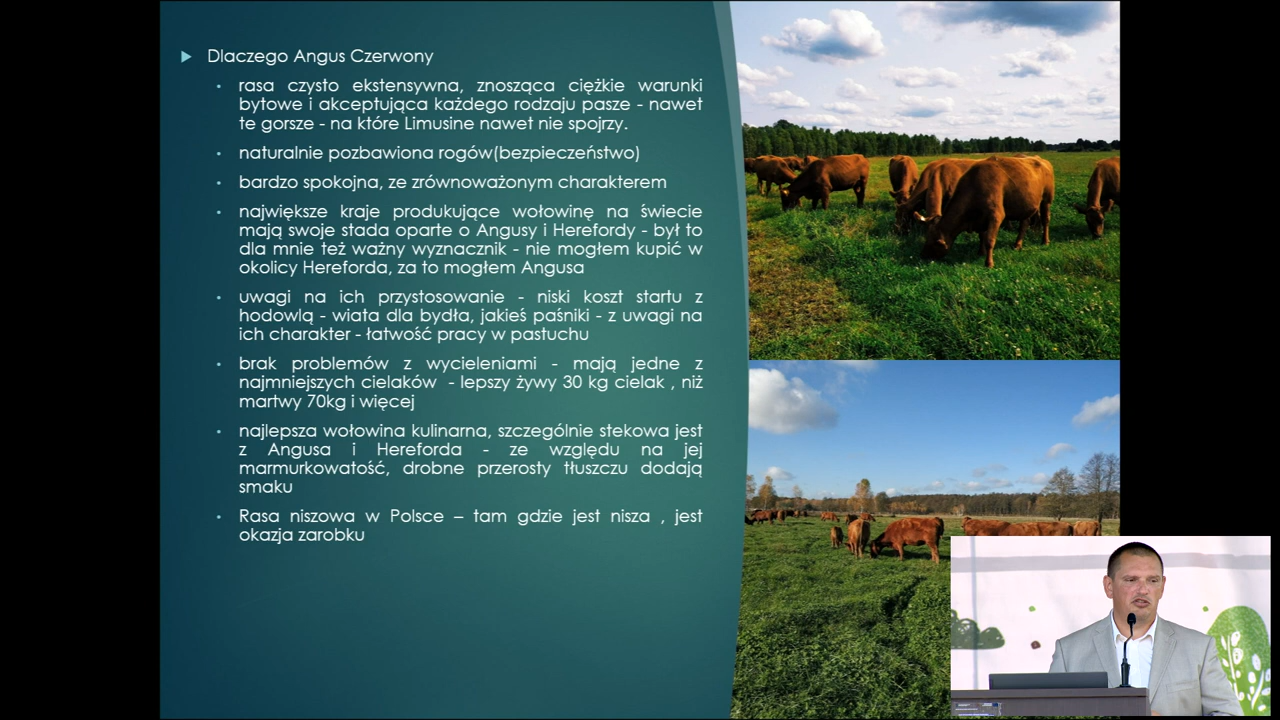 Dlaczego Angus Czerwony
rasa czysto ekstensywna, znosząca ciężkie warunki
bytowe i akceptująca każdego rodzaju pasze - nawet
te gorsze - na które Limusine nawet nie spojrzy.
naturalnie pozbawiona rogów(bezpieczeństwo)
bardzo spokojna, ze zrównoważonym charakterem
największe kraje produkujące wołowinę na świecie
mają swoje stada oparte o Angusy i Herefordy - był to
dla mnie też ważny wyznacznik - nie mogłem kupić w
okolicy Hereforda, za to mogłem Angusa
uwagi na ich przystosowanie - niski koszt startu z
hodowlą - wiata dla bydła, jakieś paśniki - z uwagi na
ich charakter - łatwość pracy w pastuchu
brak problemów z wycieleniami - mają jedne z
najmniejszych cielaków - lepszy żywy 30 kg cielak , niż
martwy 70kg i więcej
najlepsza wołowina kulinarna, szczególnie stekowa jest
z Angusa i Hereforda - ze względu na jej
marmurkowatość, drobne przerosty tłuszczu dodają
smaku
Rasa niszowa w Polsce – tam gdzie jest nisza , jest
okazja zarobku